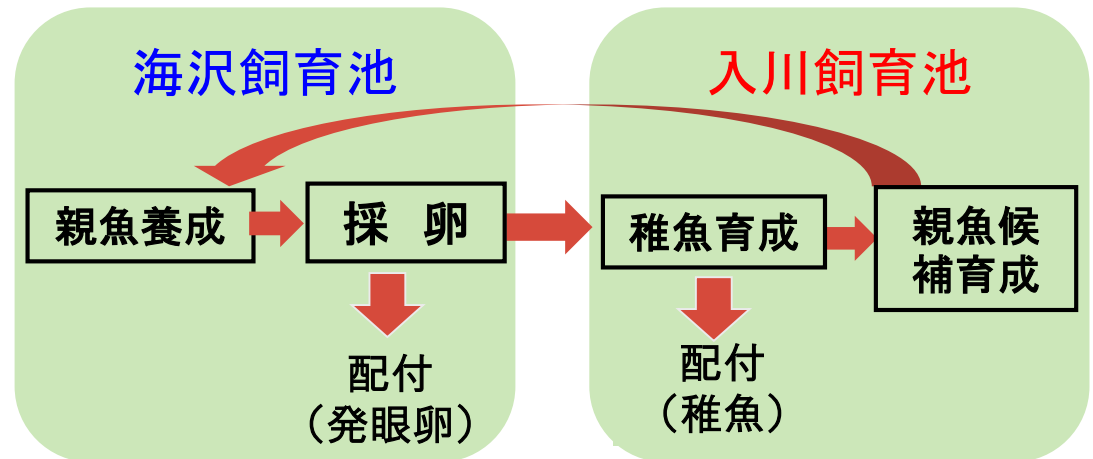 海沢飼育池
親魚養成
採 卵
配付
（発眼卵）
入川飼育池
稚魚育成
親魚候
補育成
配付
（稚魚）